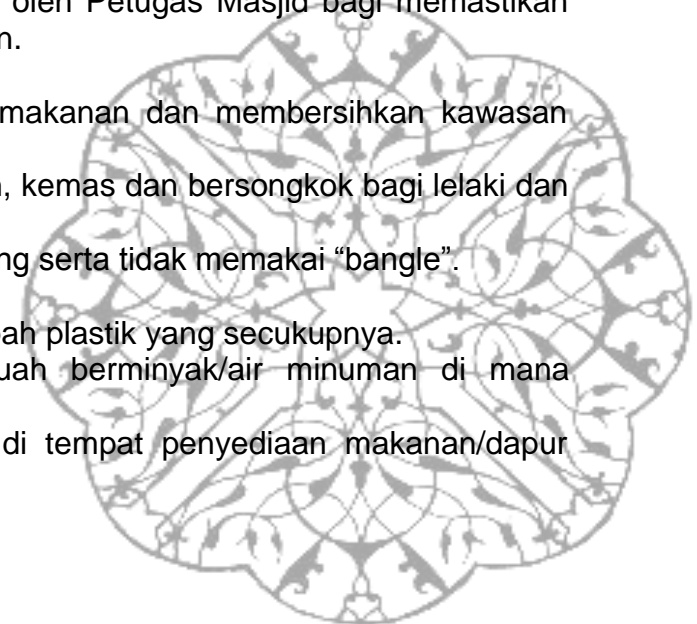 oleh Petugas Masjid bagi memastikan
n.
makanan dan membersihkan kawasan
, kemas dan bersongkok bagi lelaki dan
ng serta tidak memakai “bangle”.
ah plastik yang secukupnya.
uah berminyak/air minuman di mana
di tempat penyediaan makanan/dapur